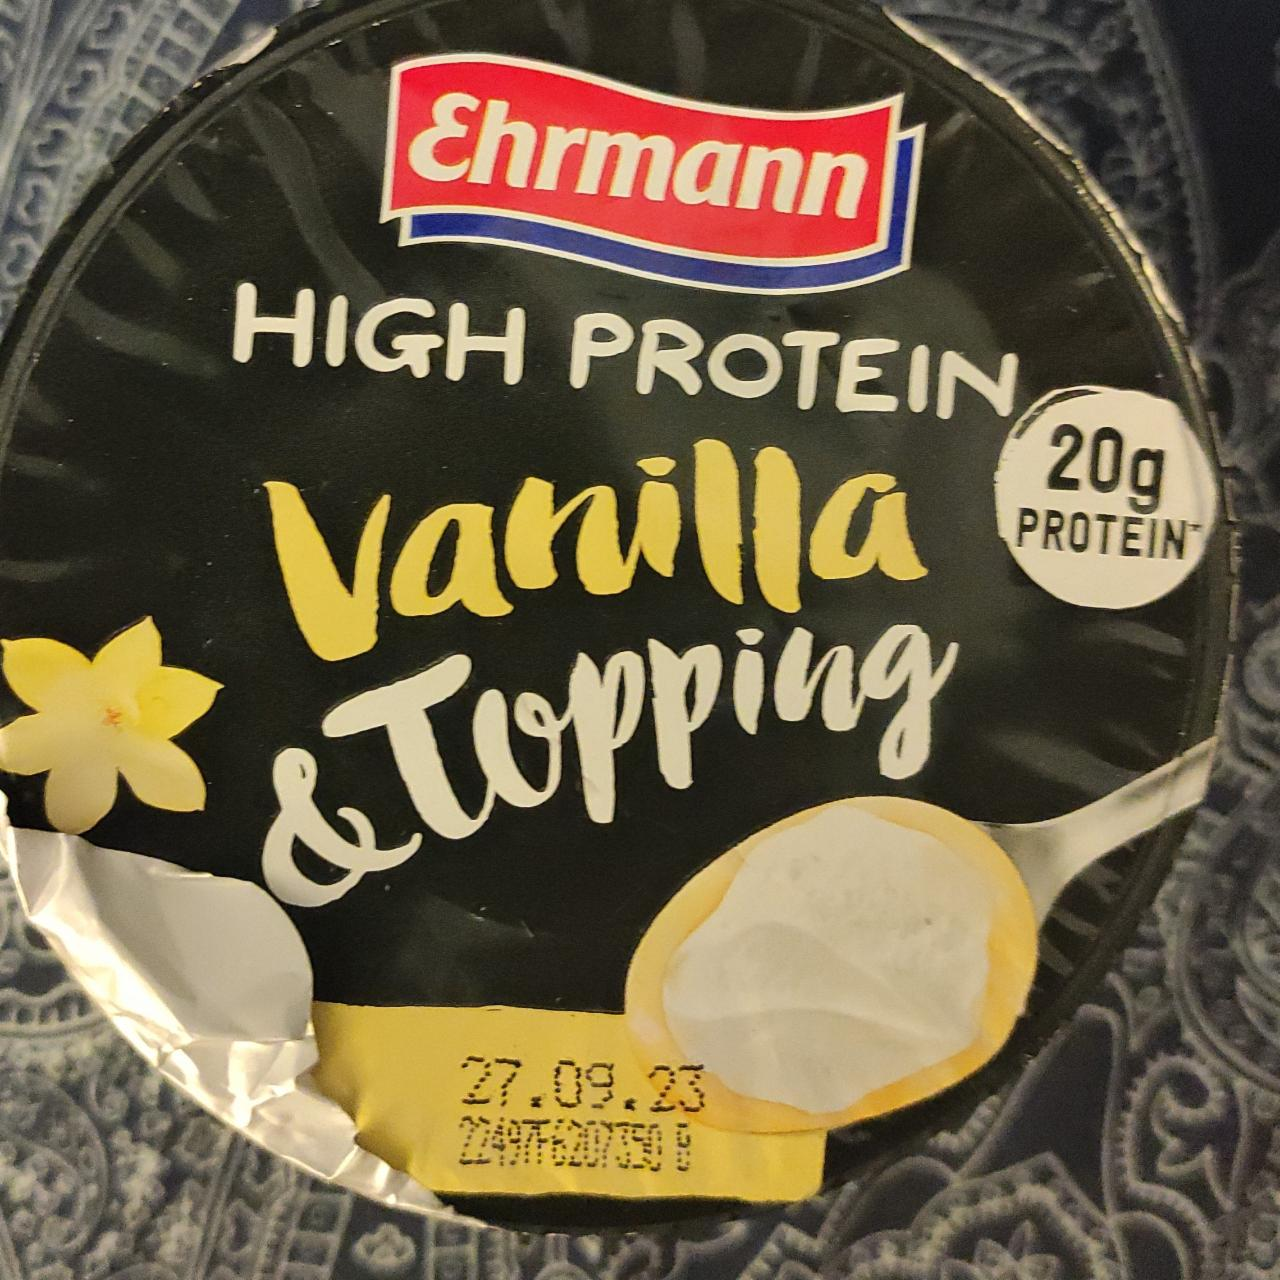 Ehrmann
HIGH PROTEIN
Vanilla
& Topping
20g
PROTEIN
27.09.23